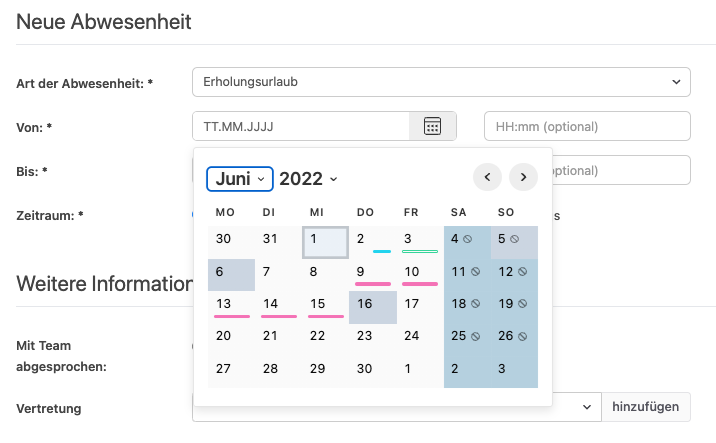 Neue Abwesenheit
Art der Abwesenheit: * Erholungsurlaub
Von: * TT.MM.JJJJ HH:mm (optional)
Bis: * optional)
Juni 2022
MO DI MI DO FR SA SO
Zeitraum: * s
30 31 1 2 3 4 5
6 7 8 9 10 11 12
Weitere Information
13 14 15 16 17 18 19
20 21 22 23 24 25 26
Mit Team
abgesprochen:
27 28 29 30 1 2 3
Vertretung hinzufügen